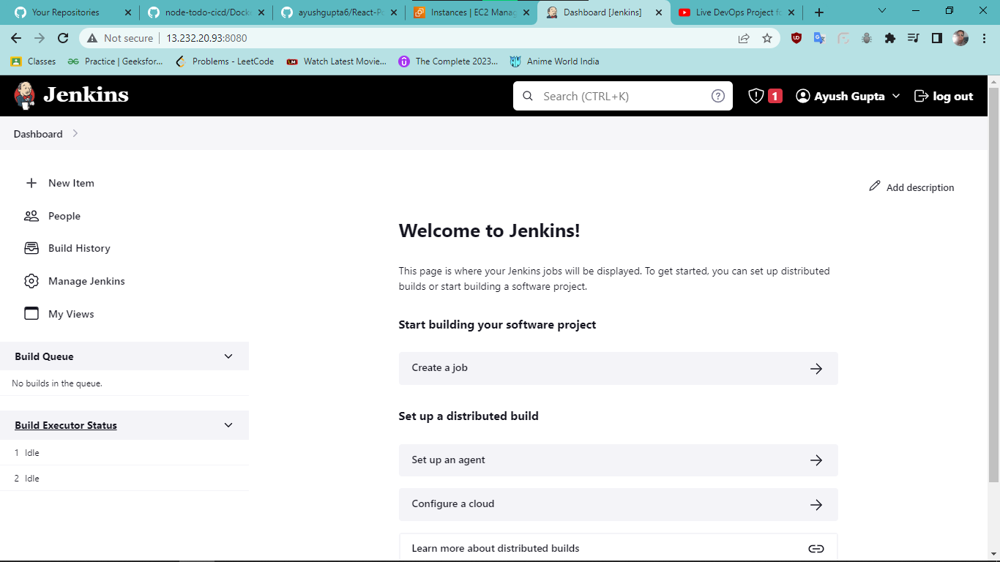 Your Repositories
node-todo-cicd/Docke
ayushgupta6/React-Po
Instances | EC2 Manag
Dashboard [Jenkins]
Live DevOps Project fo
Not secure
13.232.20.93:8080
Classes
Practice | Geeksfor...
Problems - LeetCode
Watch Latest Movie...
The Complete 2023...
Anime World India
Jenkins
Search (CTRL+K)
1
Ayush Gupta
log out
Dashboard
New Item
People
Build History
Manage Jenkins
My Views
Build Queue
No builds in the queue.
Build Executor Status
1 Idle
2 Idle
Add description
Welcome to Jenkins!
This page is where your Jenkins jobs will be displayed. To get started, you can set up distributed
builds or start building a software project.
Start building your software project
Create a job
Set up a distributed build
Set up an agent
Configure a cloud
Learn more about distributed builds